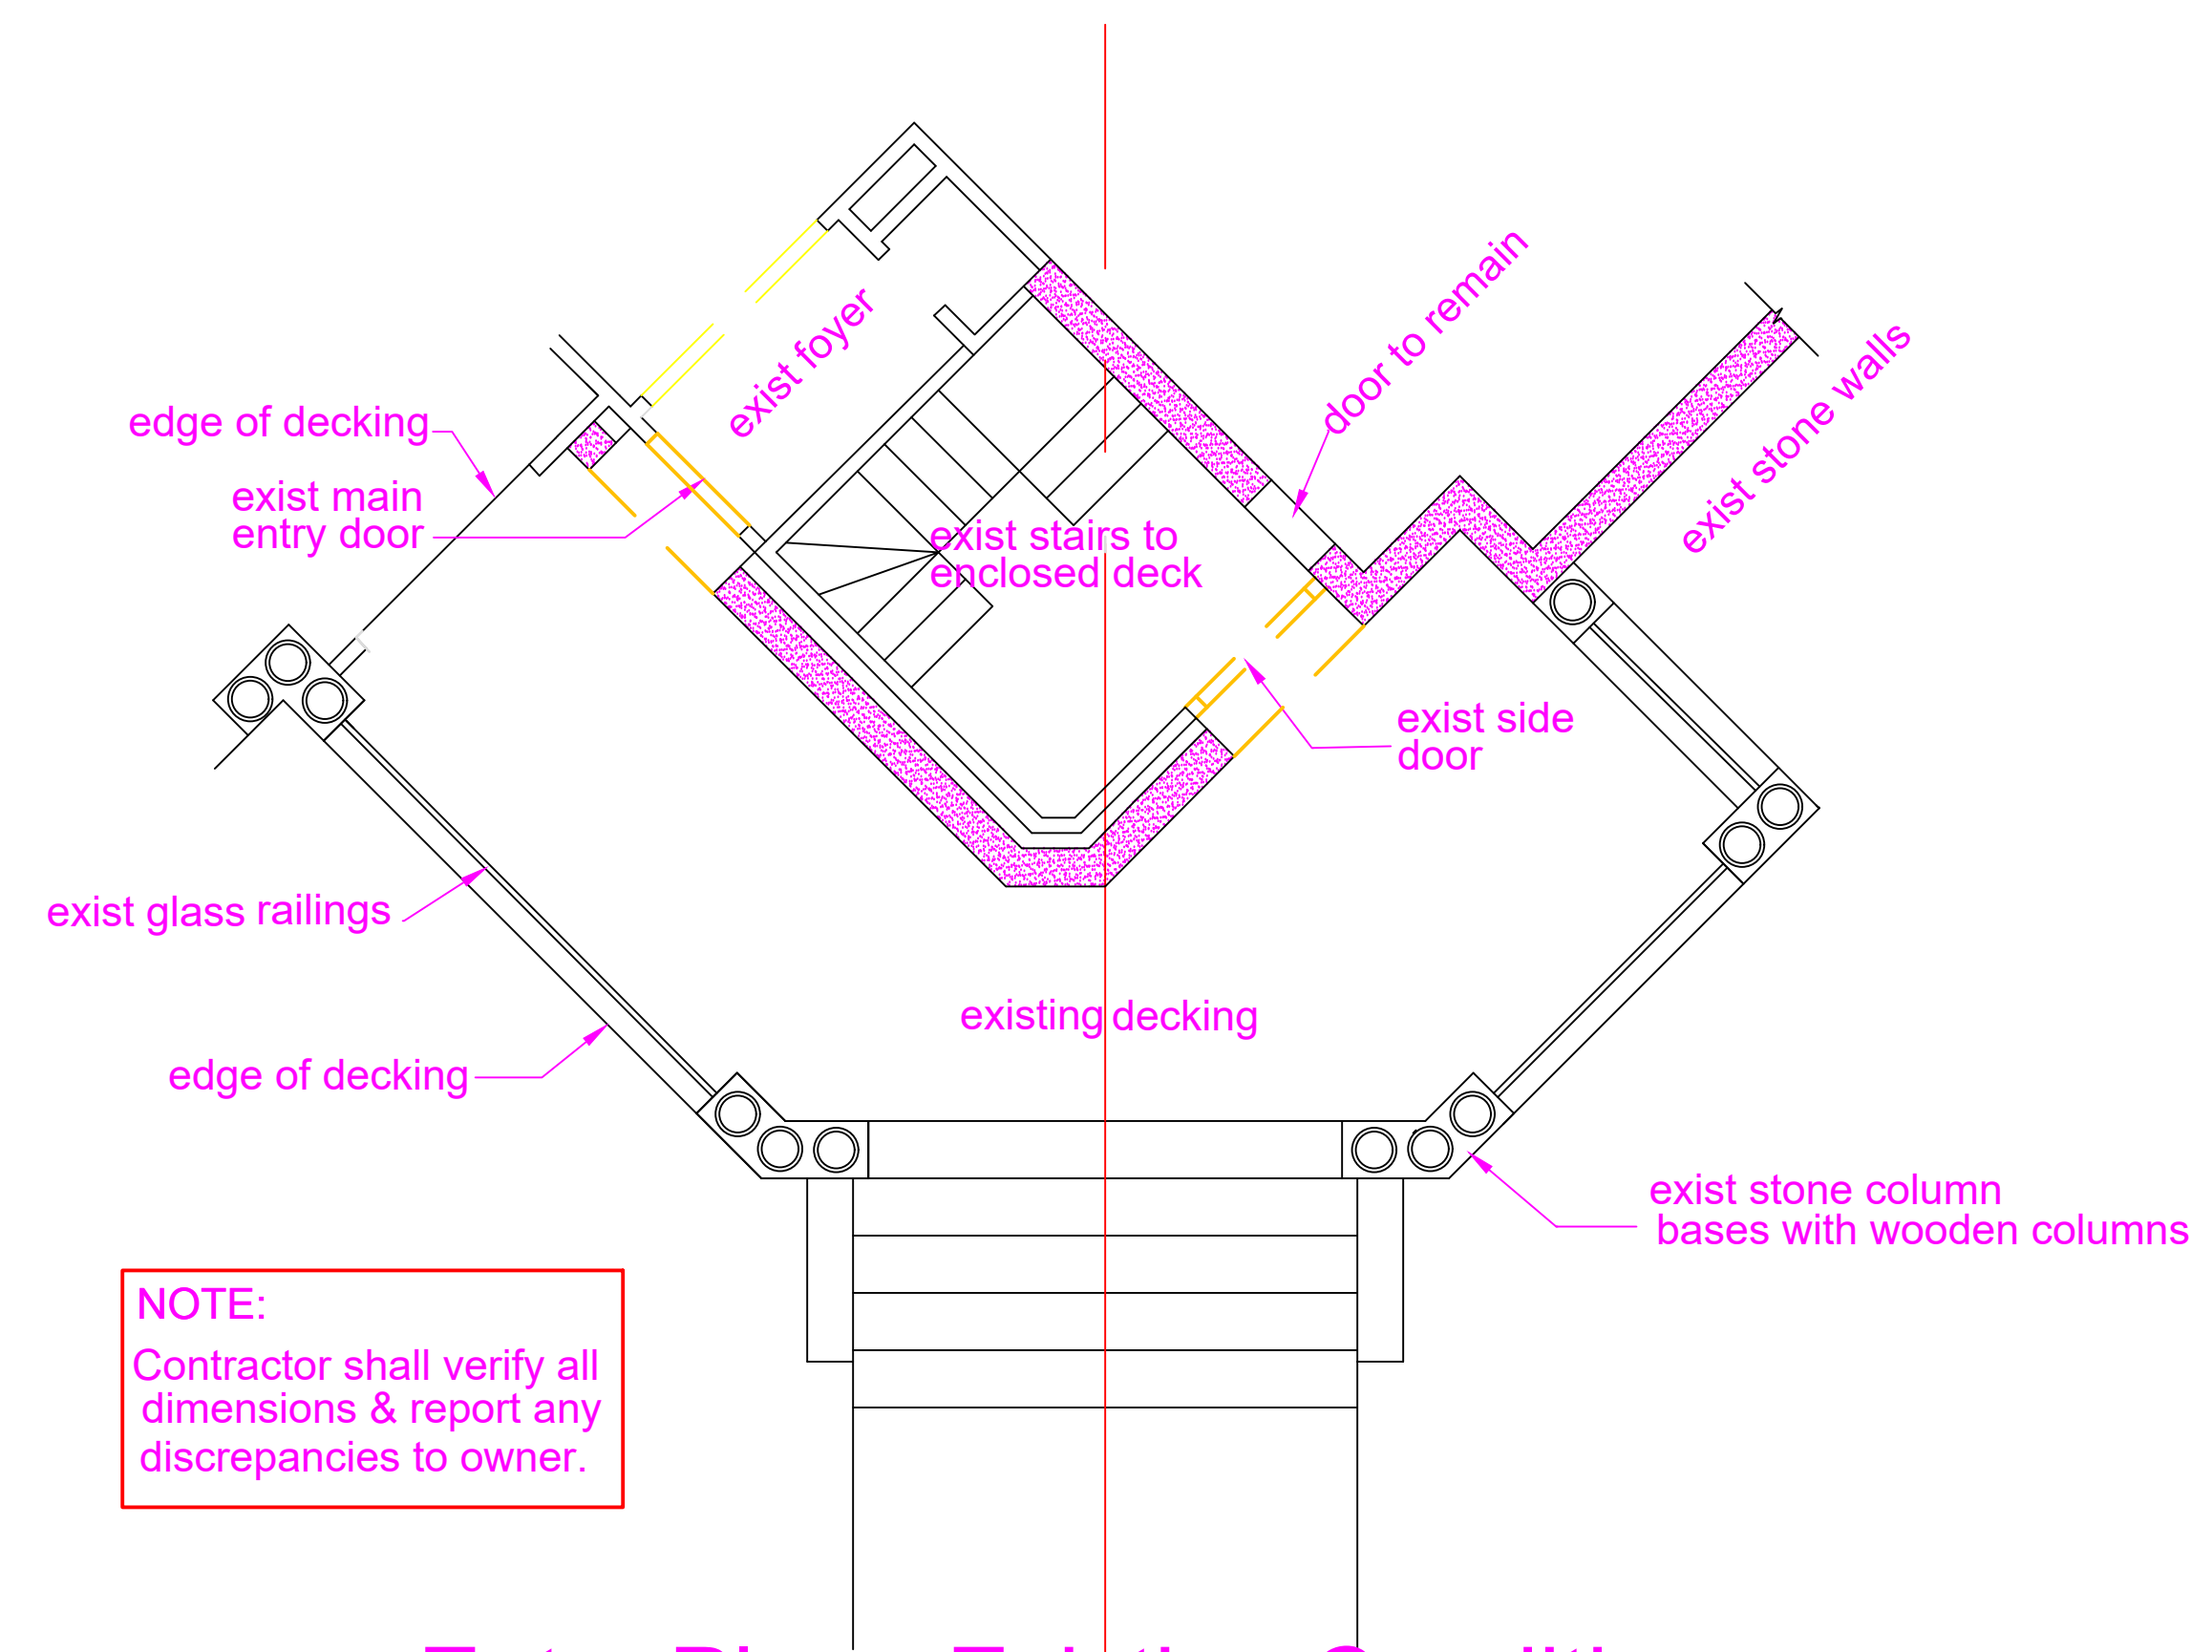 door to remain
exist foyer
exist stone walls
edge of decking
exist main
entry door
exist stairs to
enclosed deck
exist side
door
exist glass railings
existing decking
edge of decking
exist stone column
bases with wooden columns
NOTE:
Contractor shall verify all
dimensions & report any
discrepancies to owner.